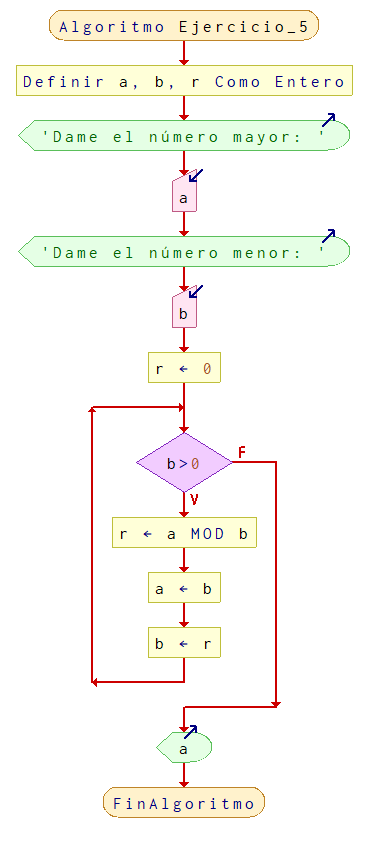 Algoritmo Ejercicio_5
Definir a, b, r Como Entero
'Dame el número mayor: '
a
'Dame el número menor: '
b
r ← 0
b>0
F
V
r ← a MOD b
a ← b
b ← r
a
FinAlgoritmo